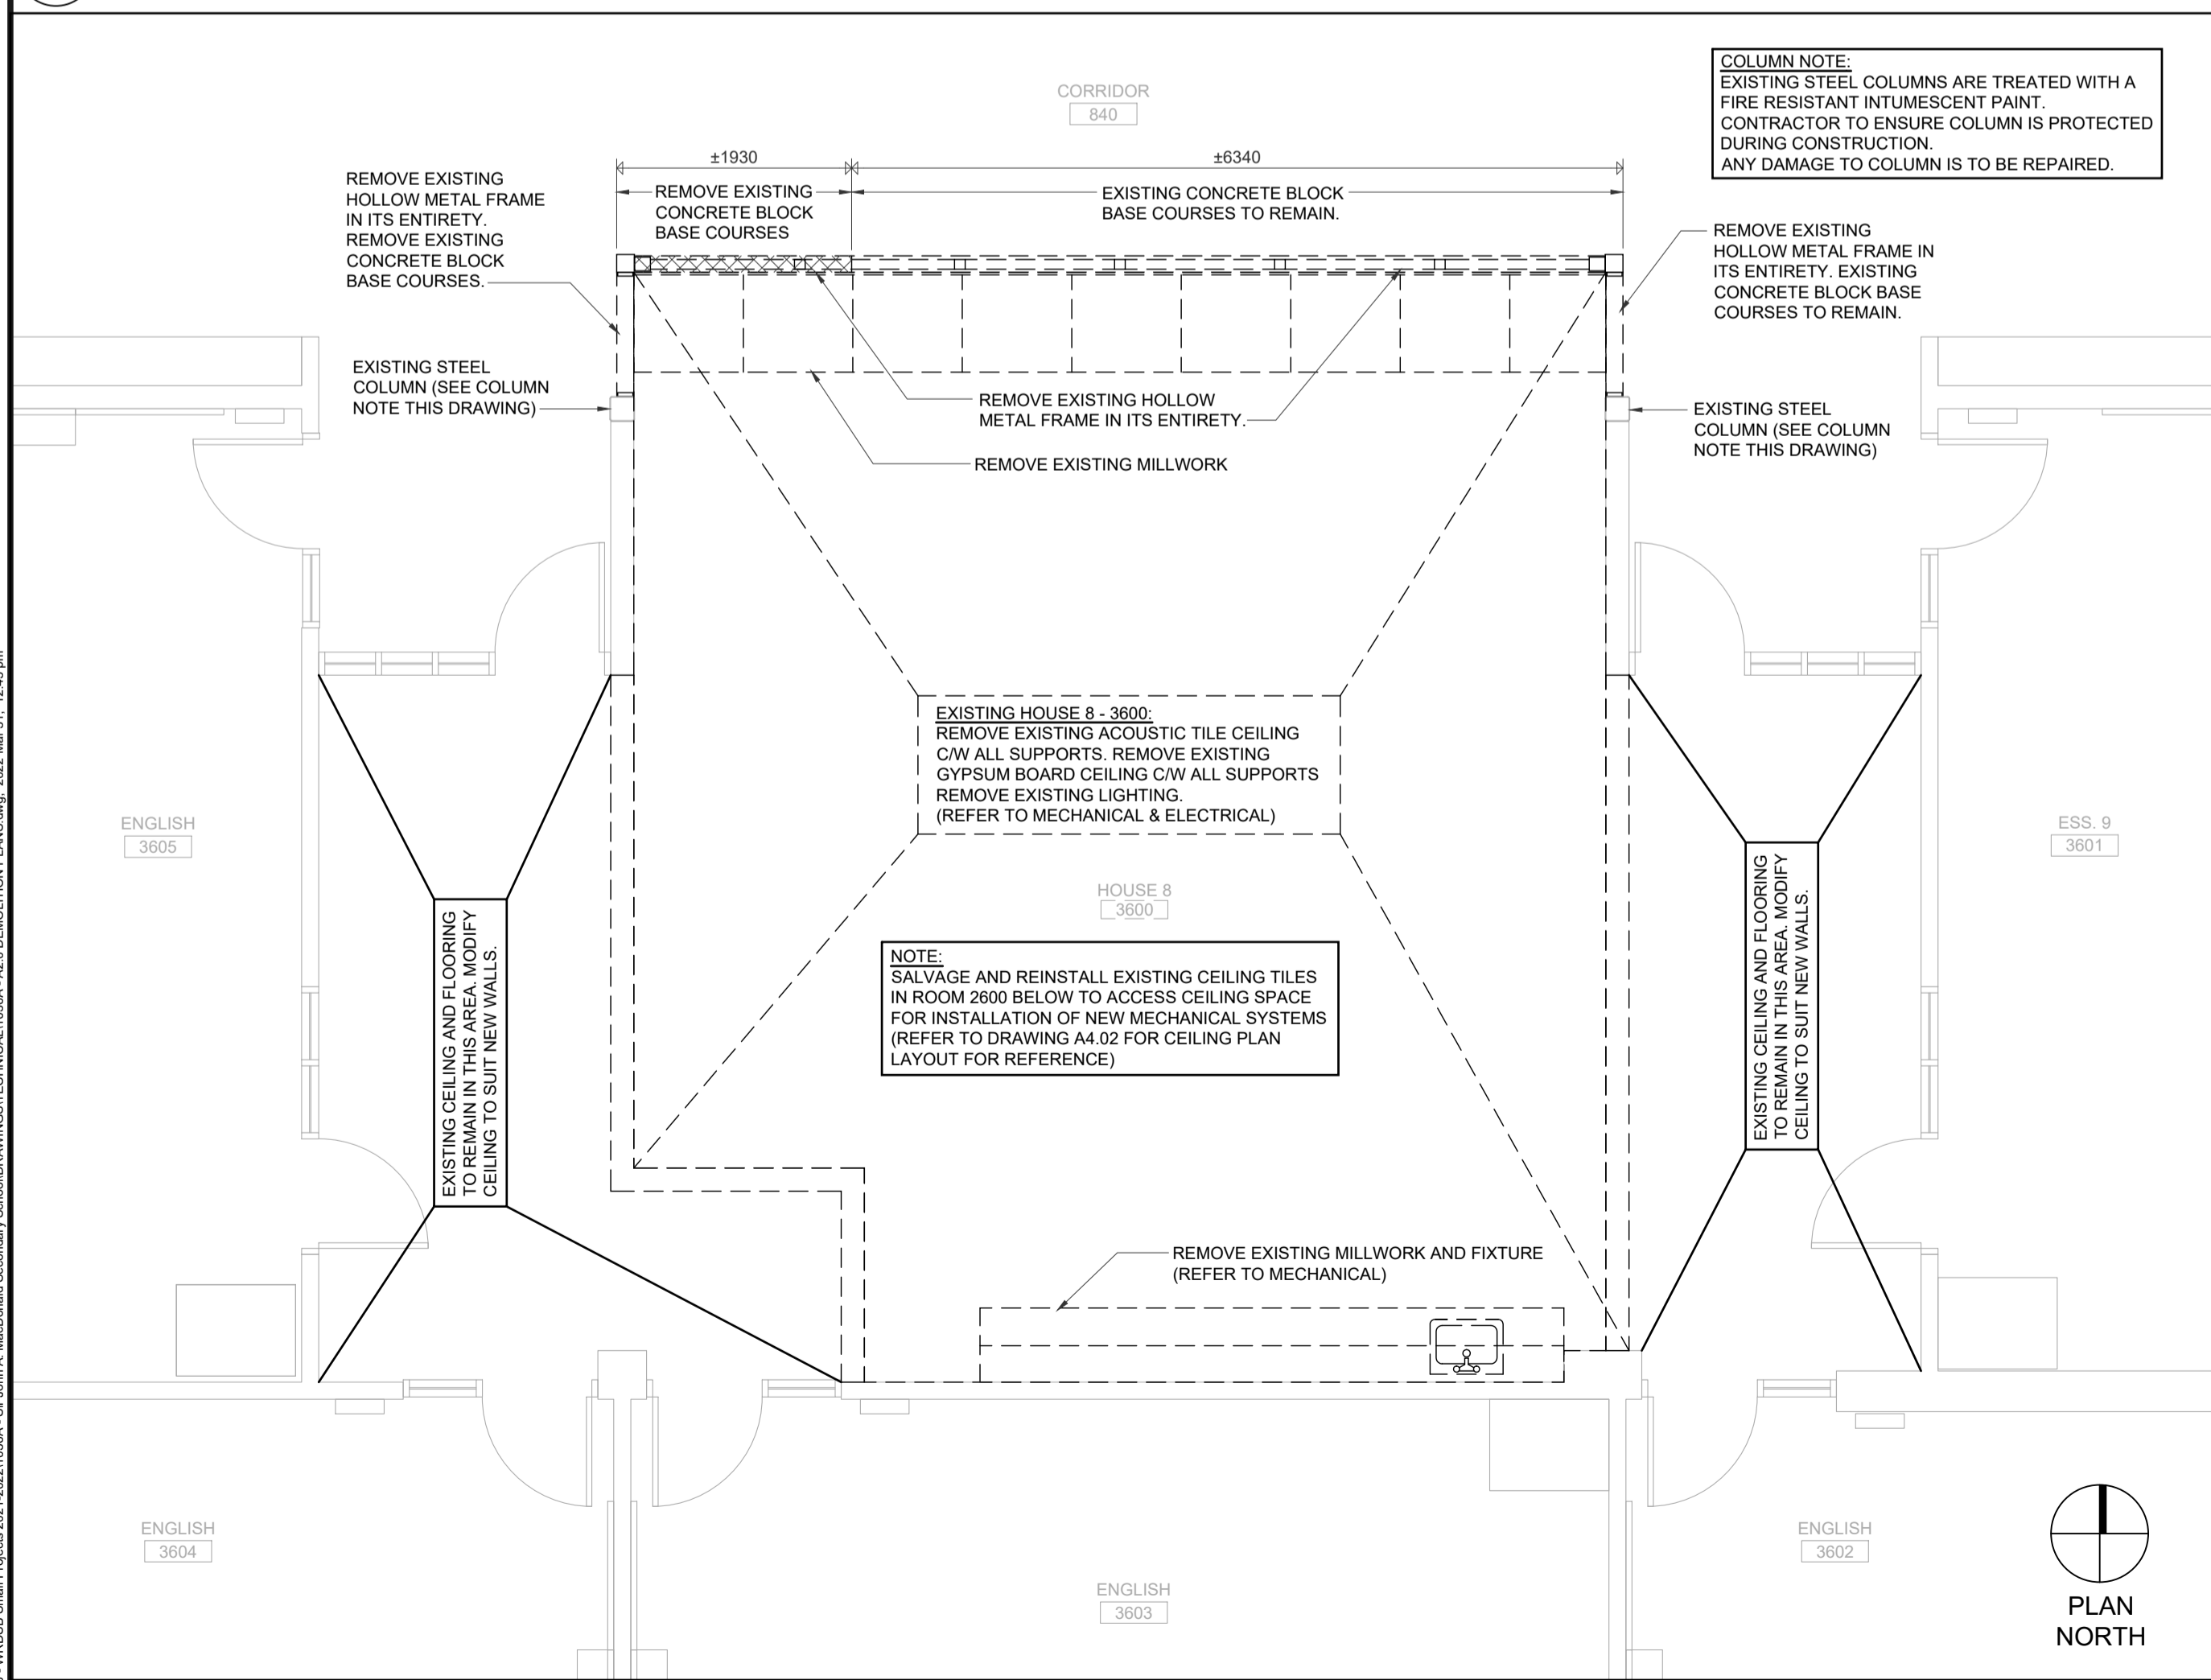 COLUMN NOTE:
EXISTING STEEL COLUMNS ARE TREATED WITH A
FIRE RESISTANT INTUMESCENT PAINT.
CONTRACTOR TO ENSURE COLUMN IS PROTECTED
DURING CONSTRUCTION.
ANY DAMAGE TO COLUMN IS TO BE REPAIRED.
CORRIDOR
840
±1930
±6340
REMOVE EXISTING
HOLLOW METAL FRAME
IN ITS ENTIRETY.
REMOVE EXISTING
CONCRETE BLOCK
BASE COURSES.
REMOVE EXISTING
CONCRETE BLOCK
BASE COURSES
EXISTING CONCRETE BLOCK
BASE COURSES TO REMAIN.
REMOVE EXISTING
HOLLOW METAL FRAME IN
ITS ENTIRETY. EXISTING
CONCRETE BLOCK BASE
COURSES TO REMAIN.
EXISTING STEEL
COLUMN (SEE COLUMN
NOTE THIS DRAWING)
REMOVE EXISTING HOLLOW
METAL FRAME IN ITS ENTIRETY.
EXISTING STEEL
COLUMN (SEE COLUMN
NOTE THIS DRAWING)
REMOVE EXISTING MILLWORK
EXISTING HOUSE 8 - 3600:
REMOVE EXISTING ACOUSTIC TILE CEILING
C/W ALL SUPPORTS. REMOVE EXISTING
GYPSUM BOARD CEILING C/W ALL SUPPORTS
REMOVE EXISTING LIGHTING.
(REFER TO MECHANICAL & ELECTRICAL)
ENGLISH
3605
ESS. 9
3601
HOUSE 8
3600
EXISTING CEILING AND FLOORING
TO REMAIN IN THIS AREA. MODIFY
CEILING TO SUIT NEW WALLS.
NOTE:
SALVAGE AND REINSTALL EXISTING CEILING TILES
IN ROOM 2600 BELOW TO ACCESS CEILING SPACE
FOR INSTALLATION OF NEW MECHANICAL SYSTEMS
(REFER TO DRAWING A4.02 FOR CEILING PLAN
LAYOUT FOR REFERENCE)
EXISTING CEILING AND FLOORING
TO REMAIN IN THIS AREA. MODIFY
CEILING TO SUIT NEW WALLS.
REMOVE EXISTING MILLWORK AND FIXTURE
(REFER TO MECHANICAL)
ENGLISH
3604
ENGLISH
3603
ENGLISH
3602
PLAN
NORTH